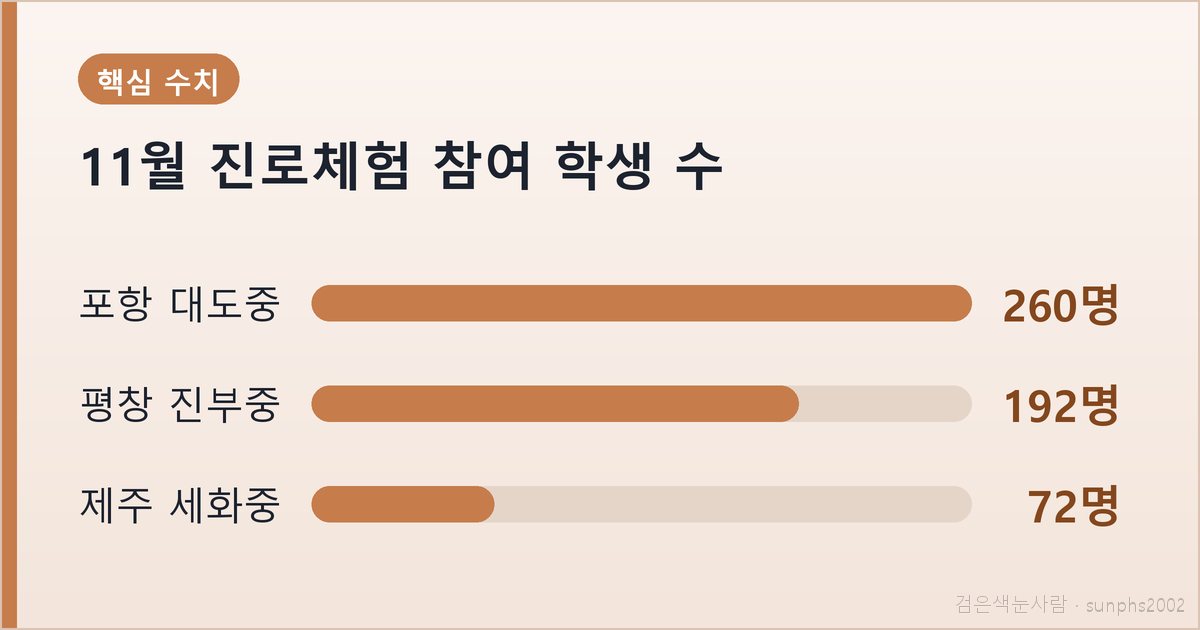 핵심 수치
11월 진로체험 참여 학생 수
포항 대도중 260명
평창 진부중 192명
제주 세화중 72명
검은색눈사람 · sunphs2002